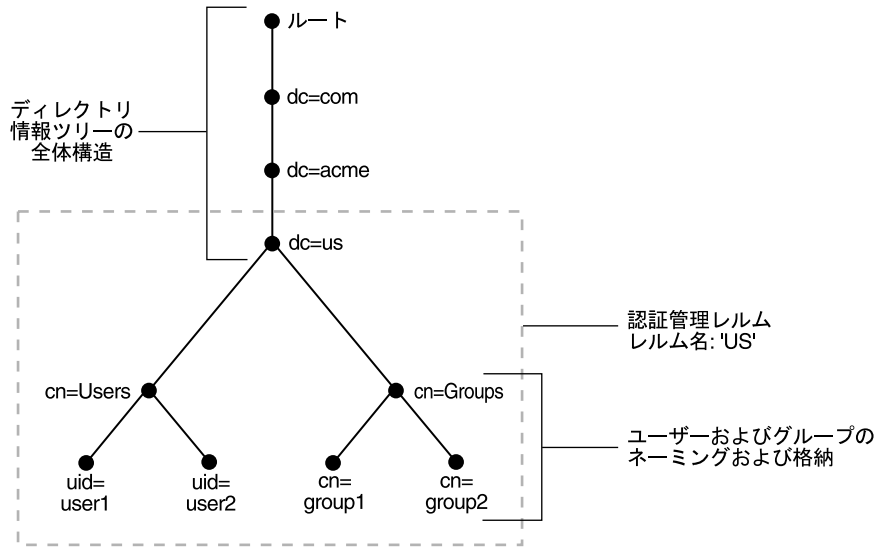 ルート
dc=com
ディレクトリ
情報ツリーの
全体構造
dc=acme
dc=us
認証管理レルム
レルム名: 'US'
cn=Users
cn=Groups
ユーザーおよびグループの
ネーミングおよび格納
uid=
user1
uid=
user2
cn=
group1
cn=
group2